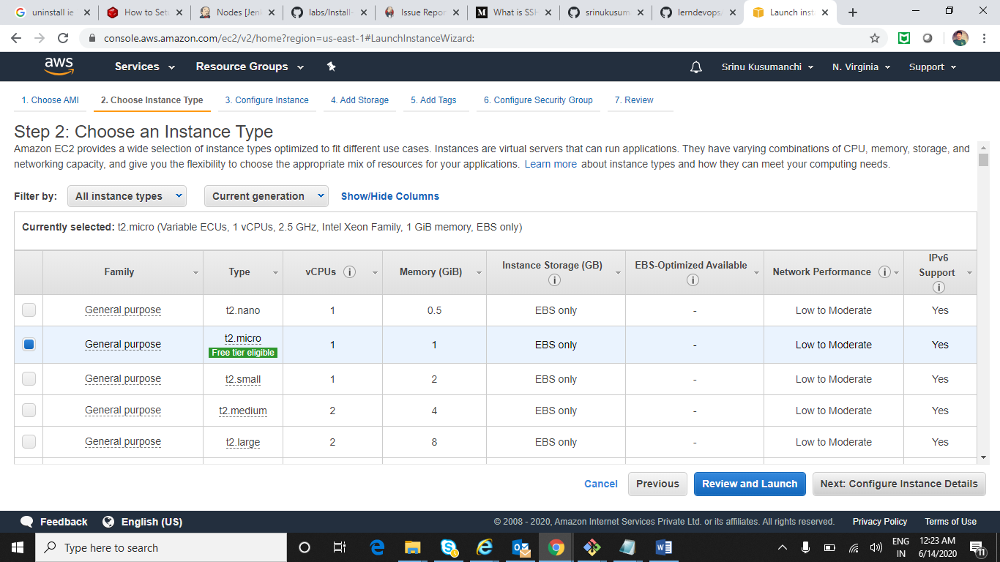 uninstall ie
How to Setu
Nodes [Jenk
labs/Install-
Issue Repor
What is SSH
srinukusum
lerndevops/
Launch inst
console.aws.amazon.com/ec2/v2/home?region=us-east-1#LaunchInstanceWizard:
aws
Services
Resource Groups
Srinu Kusumanchi
N. Virginia
Support
1. Choose AMI
2. Choose Instance Type
3. Configure Instance
4. Add Storage
5. Add Tags
6. Configure Security Group
7. Review
Step 2: Choose an Instance Type
Amazon EC2 provides a wide selection of instance types optimized to fit different use cases. Instances are virtual servers that can run applications. They have varying combinations of CPU, memory, storage, and
networking capacity, and give you the flexibility to choose the appropriate mix of resources for your applications. Learn more about instance types and how they can meet your computing needs.
Filter by: All instance types Current generation Show/Hide Columns
Currently selected: t2.micro (Variable ECUs, 1 vCPUs, 2.5 GHz, Intel Xeon Family, 1 GiB memory, EBS only)
Family Type vCPUs Memory (GiB) Instance Storage (GB) EBS-Optimized Available Network Performance IPv6 Support
General purpose t2.nano 1 0.5 EBS only - Low to Moderate Yes
General purpose t2.micro 1 1 EBS only - Low to Moderate Yes
Free tier eligible
General purpose t2.small 1 2 EBS only - Low to Moderate Yes
General purpose t2.medium 2 4 EBS only - Low to Moderate Yes
General purpose t2.large 2 8 EBS only - Low to Moderate Yes
Cancel Previous Review and Launch Next: Configure Instance Details
Feedback English (US) © 2008 - 2020, Amazon Internet Services Private Ltd. or its affiliates. All rights reserved. Privacy Policy Terms of Use
Type here to search
ENG
IN
12:23 AM
6/14/2020
11